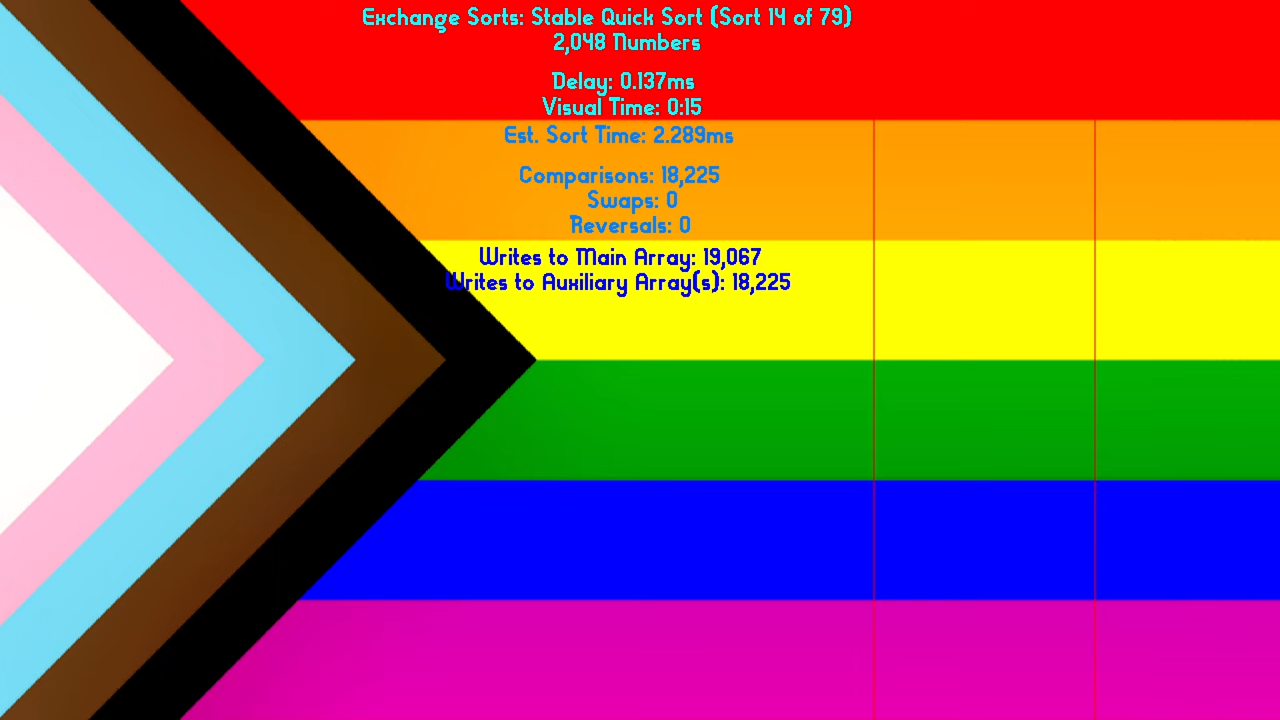 Exchange Sorts: Stable Quick Sort (Sort 14 of 79)
2,048 Numbers
Delay: 0.137ms
Visual Time: 0:15
Est. Sort Time: 2.289ms
Comparisons: 18,225
Swaps: 0
Reversals: 0
Writes to Main Array: 19,067
Writes to Auxiliary Array(s): 18,225